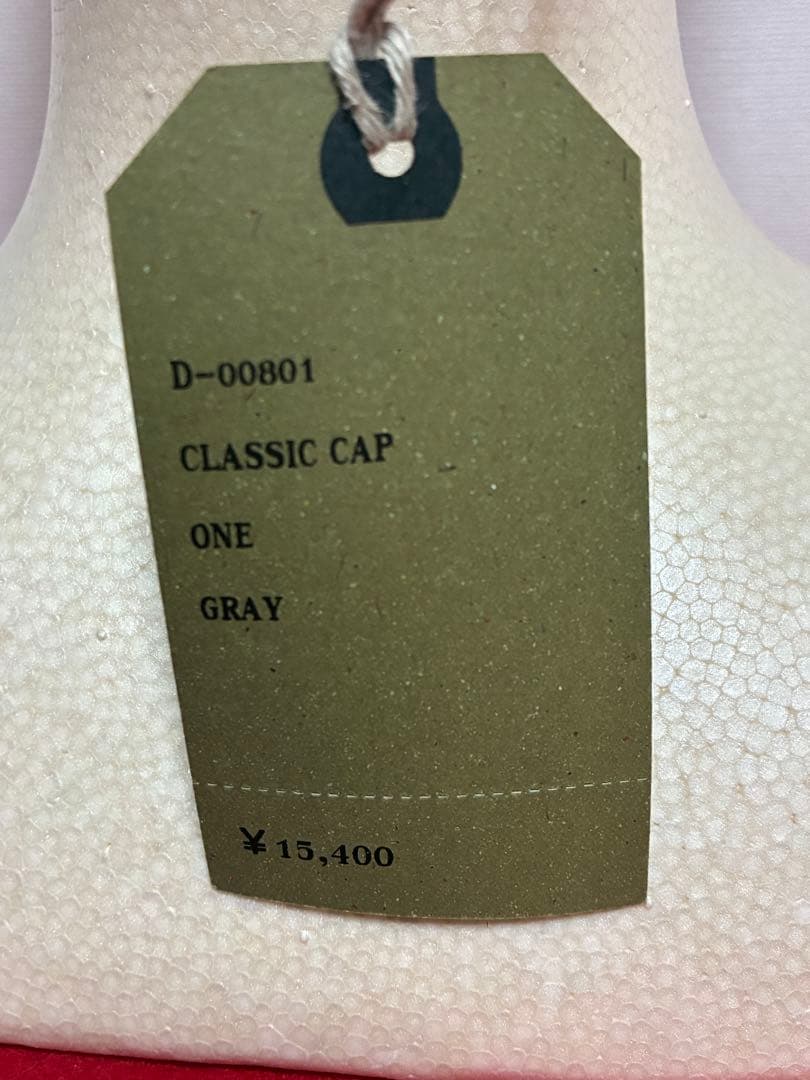 D-00801
CLASSIC CAP
ONE
GRAY
¥15,400